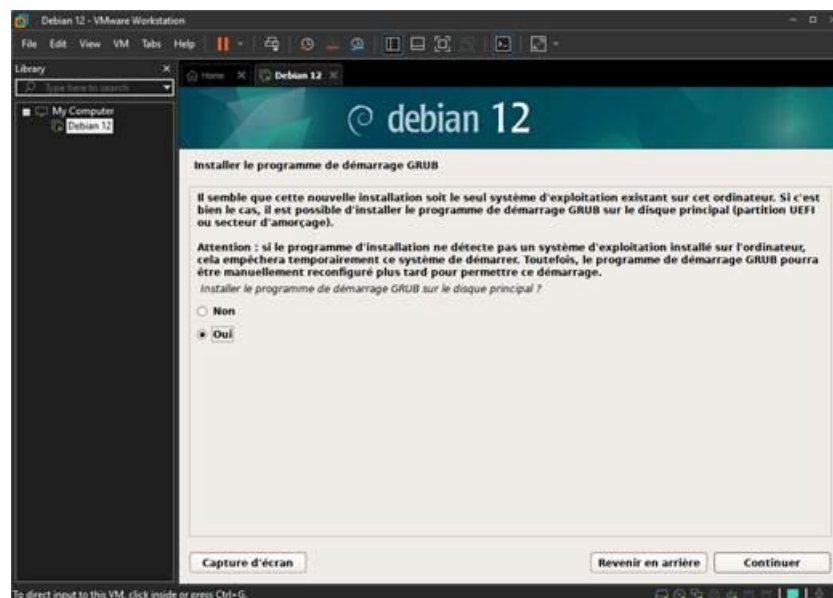 Debian 12 - VMware Workstation
File Edit View VM Tabs Help
Library
Type here to search
My Computer
Debian 12
Home
Debian 12
debian 12
Installer le programme de démarrage GRUB
Il semble que cette nouvelle installation soit le seul système d'exploitation existant sur cet ordinateur. Si c'est
bien le cas, il est possible d'installer le programme de démarrage GRUB sur le disque principal (partition UEFI
ou secteur d'amorçage).
Attention : si le programme d'installation ne détecte pas un système d'exploitation installé sur l'ordinateur,
cela empêchera temporairement ce système de démarrer. Toutefois, le programme de démarrage GRUB pourra
être manuellement reconfiguré plus tard pour permettre ce démarrage.
Installer le programme de démarrage GRUB sur le disque principal ?
Non
Oui
Capture d'écran
Revenir en arrière
Continuer
To direct input to this VM, click inside or press Ctrl+G.